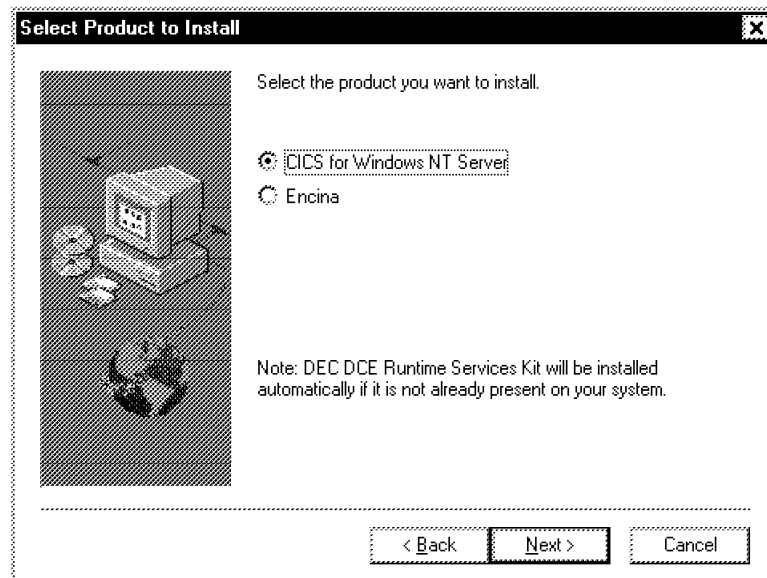 Select Product to Install
Select the product you want to install.
CICS for Windows NT Server
Encina
Note: DEC DCE Runtime Services Kit will be installed
automatically if it is not already present on your system.
< Back
Next >
Cancel